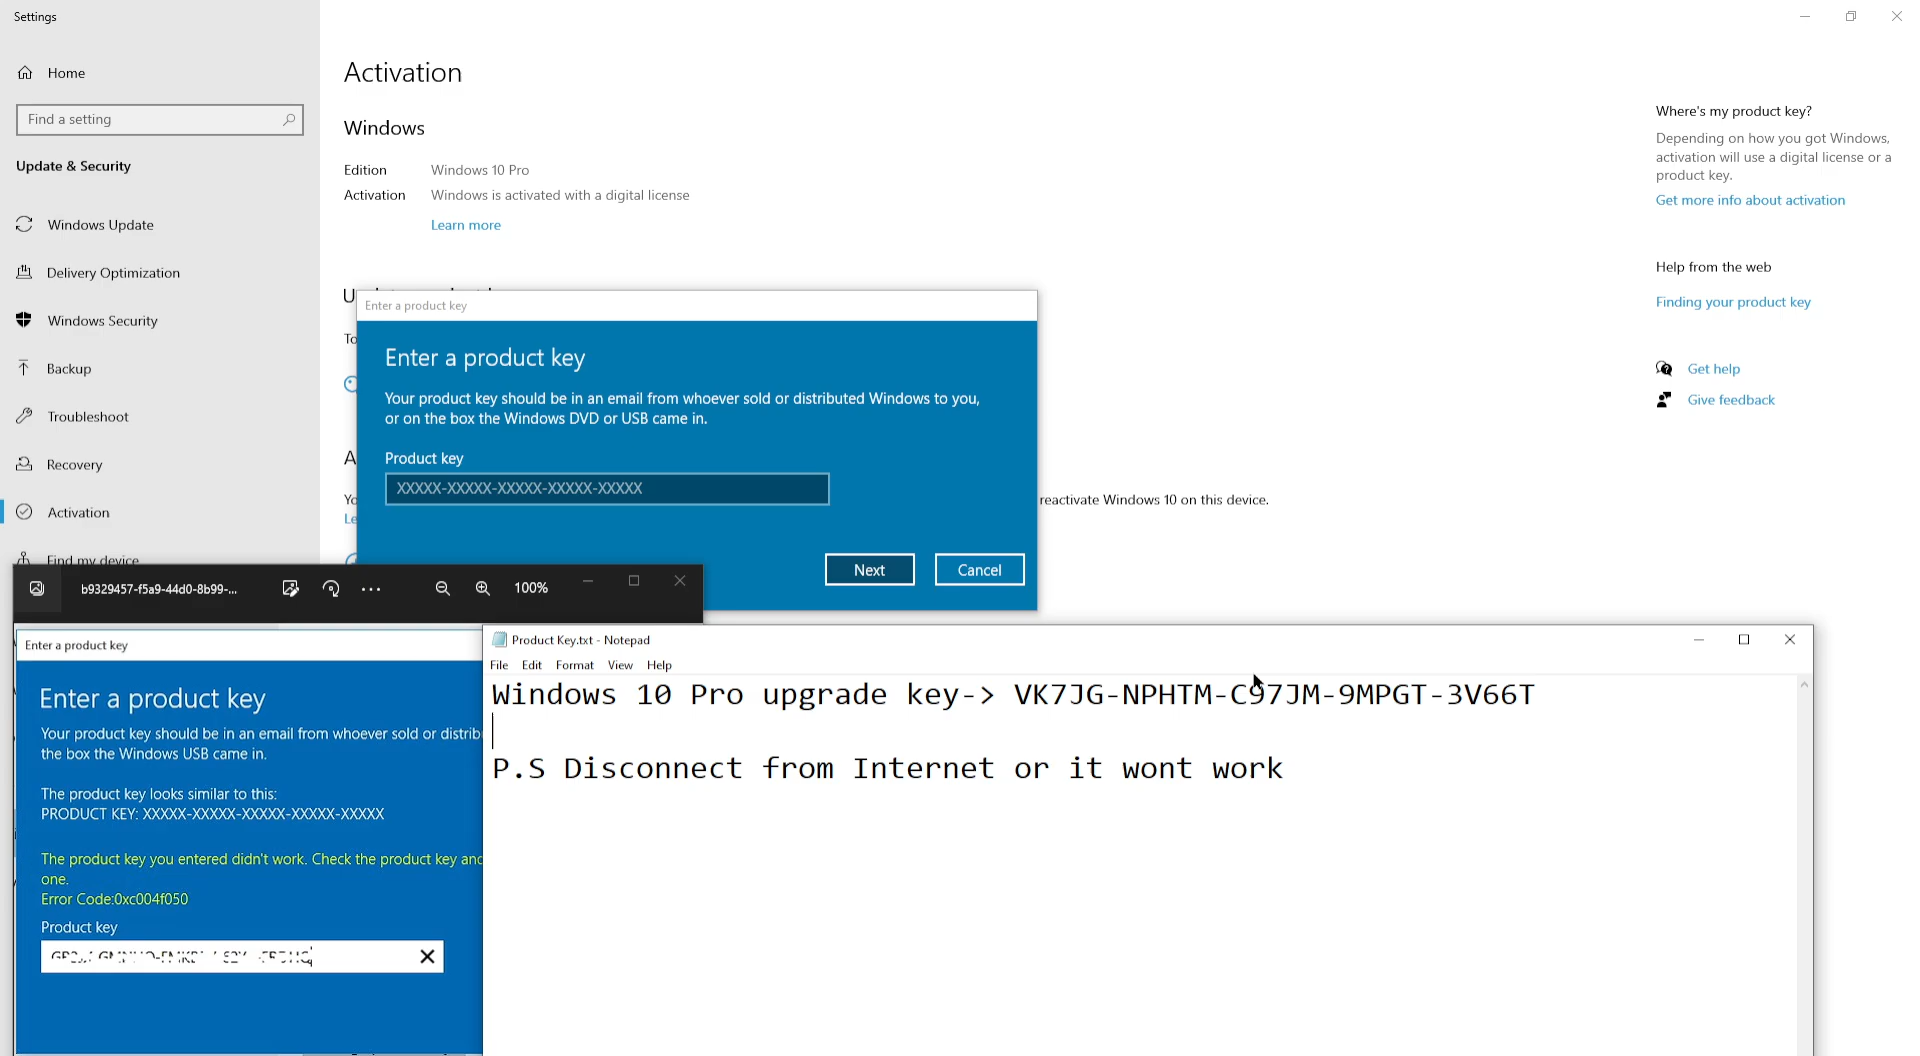 Settings
Home
Find a setting
Update & Security
Windows Update
Delivery Optimization
Windows Security
Backup
Troubleshoot
Recovery
Activation
Find my device
Activation
Windows
Edition Windows 10 Pro
Activation Windows is activated with a digital license
Learn more
To
reactivate Windows 10 on this device.
Where's my product key?
Depending on how you got Windows,
activation will use a digital license or a
product key.
Get more info about activation
Help from the web
Finding your product key
Get help
Give feedback
Enter a product key
Enter a product key
Your product key should be in an email from whoever sold or distributed Windows to you,
or on the box the Windows DVD or USB came in.
Product key
XXXXX-XXXXX-XXXXX-XXXXX-XXXXX
Next Cancel
b9329457-f5a9-44d0-8b99-... 100%
Enter a product key
Enter a product key
Your product key should be in an email from whoever sold or distrib
the box the Windows USB came in.
The product key looks similar to this:
PRODUCT KEY: XXXXX-XXXXX-XXXXX-XXXXX-XXXXX
The product key you entered didn't work. Check the product key and
one.
Error Code:0xc004f050
Product key
Product Key.txt - Notepad
File Edit Format View Help
Windows 10 Pro upgrade key-> VK7JG-NPHTM-C97JM-9MPGT-3V66T
P.S Disconnect from Internet or it wont work